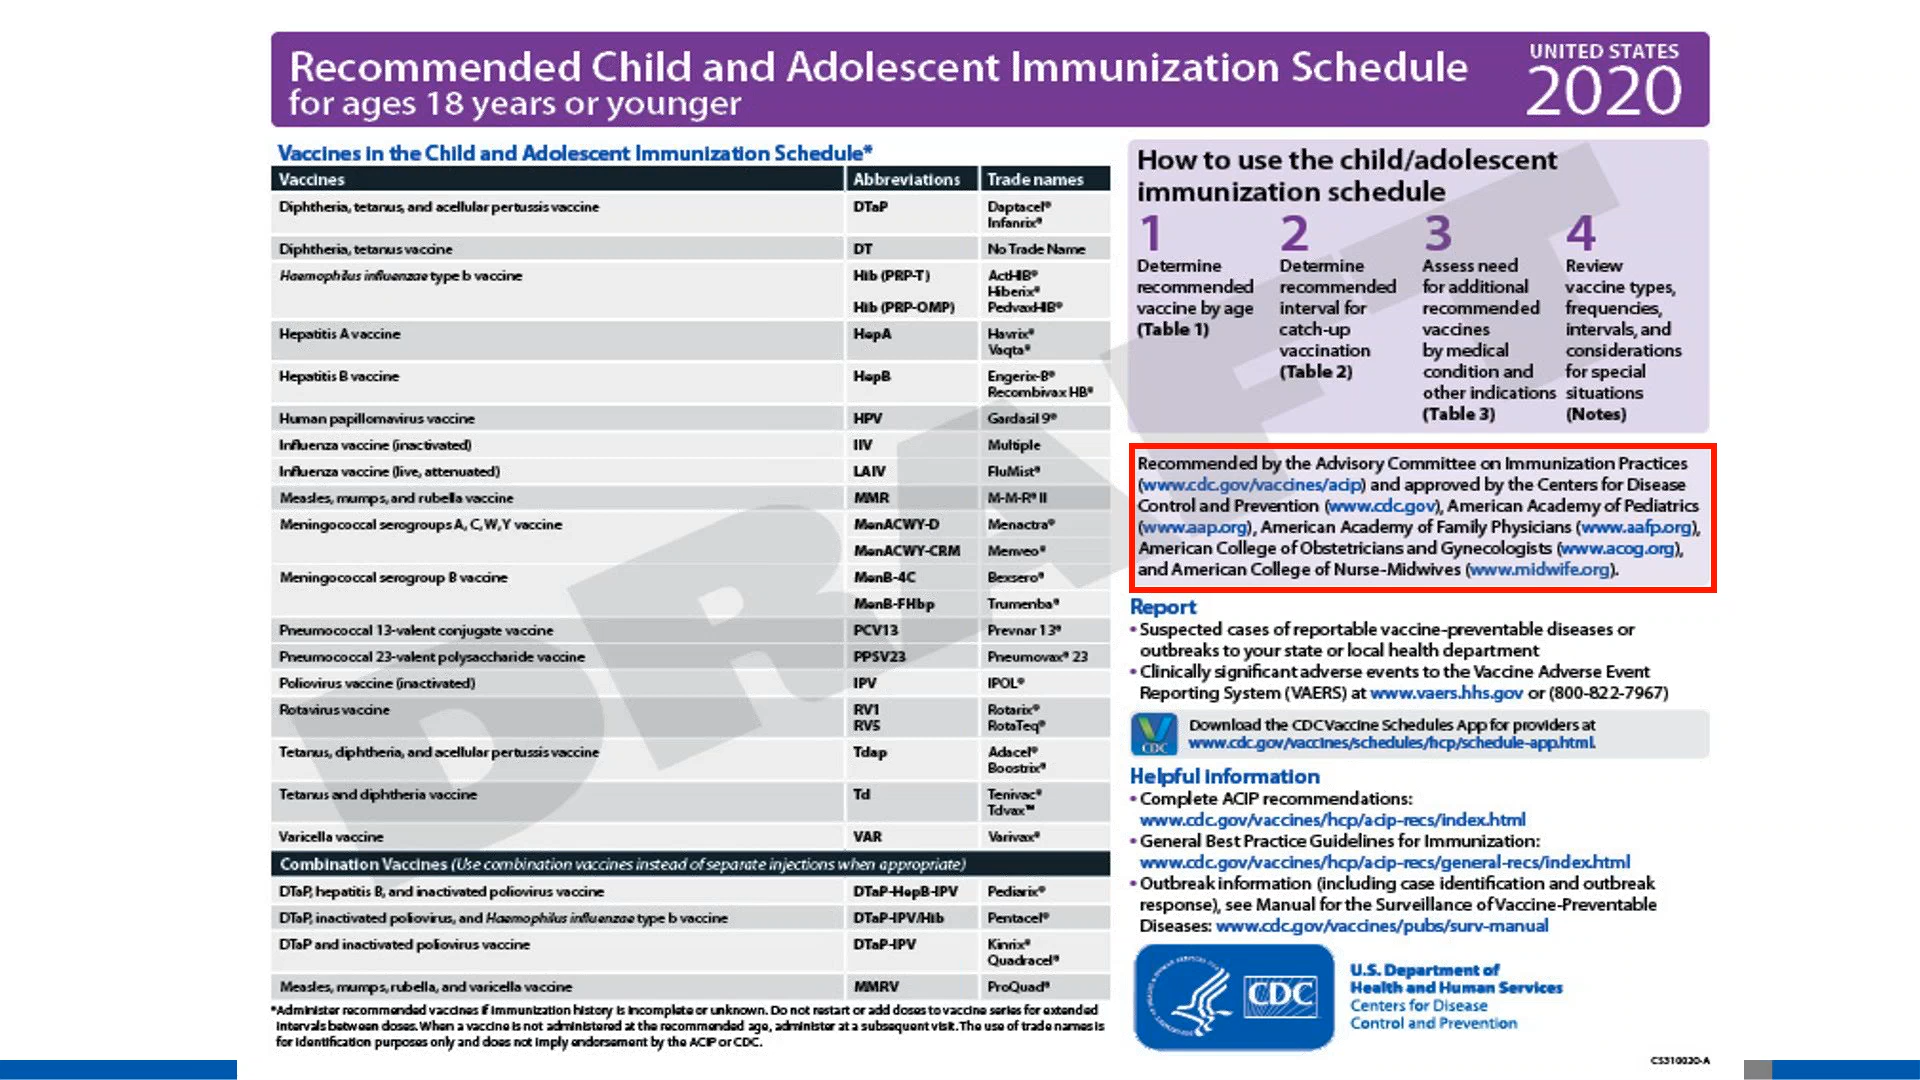 Recommended Child and Adolescent Immunization Schedule
for ages 18 years or younger
UNITED STATES
2020
Vaccines in the Child and Adolescent Immunization Schedule*
Vaccines Abbreviations Trade names
Diphtheria, tetanus, and acellular pertussis vaccine DTaP Daptacel®
Infanrix®
Diphtheria, tetanus vaccine DT No Trade Name
Haemophilus influenzae type b vaccine Hib (PRP-T) ActHIB®
Hiberix®
Hib (PRP-OMP) PedvaxHIB®
Hepatitis A vaccine HepA Havrix®
Vaqta®
Hepatitis B vaccine HepB Engerix-B®
Recombivax HB®
Human papillomavirus vaccine HPV Gardasil 9®
Influenza vaccine (inactivated) IIV Multiple
Influenza vaccine (live, attenuated) LAIV FluMist®
Measles, mumps, and rubella vaccine MMR M-M-R® II
Meningococcal serogroups A, C, W, Y vaccine MenACWY-D Menactra®
MenACWY-CRM Menveo®
Meningococcal serogroup B vaccine MenB-4C Bexsero®
MenB-FHbp Trumenba®
Pneumococcal 13-valent conjugate vaccine PCV13 Prevnar 13®
Pneumococcal 23-valent polysaccharide vaccine PPSV23 Pneumovax® 23
Poliovirus vaccine (inactivated) IPV IPOL®
Rotavirus vaccine RV1 Rotarix®
RV5 RotaTeq®
Tetanus, diphtheria, and acellular pertussis vaccine Tdap Adacel®
Boostrix®
Tetanus and diphtheria vaccine Td Tenivac®
Tdvax™
Varicella vaccine VAR Varivax®
Combination Vaccines (Use combination vaccines instead of separate injections when appropriate)
DTaP, hepatitis B, and inactivated poliovirus vaccine DTaP-HepB-IPV Pediarix®
DTaP, inactivated poliovirus, and Haemophilus influenzae type b vaccine DTaP-IPV/Hib Pentacel®
DTaP and inactivated poliovirus vaccine DTaP-IPV Kinrix®
Quadracel®
Measles, mumps, rubella, and varicella vaccine MMRV ProQuad®
*Administer recommended vaccines if immunization history is incomplete or unknown. Do not restart or add doses to vaccine series for extended
intervals between doses. When a vaccine is not administered at the recommended age, administer at a subsequent visit. The use of trade names is
for identification purposes only and does not imply endorsement by the ACIP or CDC.
DRAFT
How to use the child/adolescent
immunization schedule
1
Determine
recommended
vaccine by age
(Table 1)
2
Determine
recommended
interval for
catch-up
vaccination
(Table 2)
3
Assess need
for additional
recommended
vaccines
by medical
condition and
other indications
(Table 3)
4
Review
vaccine types,
frequencies,
intervals, and
considerations
for special
situations
(Notes)
Recommended by the Advisory Committee on Immunization Practices
(www.cdc.gov/vaccines/acip) and approved by the Centers for Disease
Control and Prevention (www.cdc.gov), American Academy of Pediatrics
(www.aap.org), American Academy of Family Physicians (www.aafp.org),
American College of Obstetricians and Gynecologists (www.acog.org),
and American College of Nurse-Midwives (www.midwife.org).
Report
• Suspected cases of reportable vaccine-preventable diseases or
outbreaks to your state or local health department
• Clinically significant adverse events to the Vaccine Adverse Event
Reporting System (VAERS) at www.vaers.hhs.gov or (800-822-7967)
CDC
Download the CDC Vaccine Schedules App for providers at
www.cdc.gov/vaccines/schedules/hcp/schedule-app.html.
Helpful information
• Complete ACIP recommendations:
www.cdc.gov/vaccines/hcp/acip-recs/index.html
• General Best Practice Guidelines for Immunization:
www.cdc.gov/vaccines/hcp/acip-recs/general-recs/index.html
• Outbreak information (including case identification and outbreak
response), see Manual for the Surveillance of Vaccine-Preventable
Diseases: www.cdc.gov/vaccines/pubs/surv-manual
CDC
U.S. Department of
Health and Human Services
Centers for Disease
Control and Prevention
CS310020-A